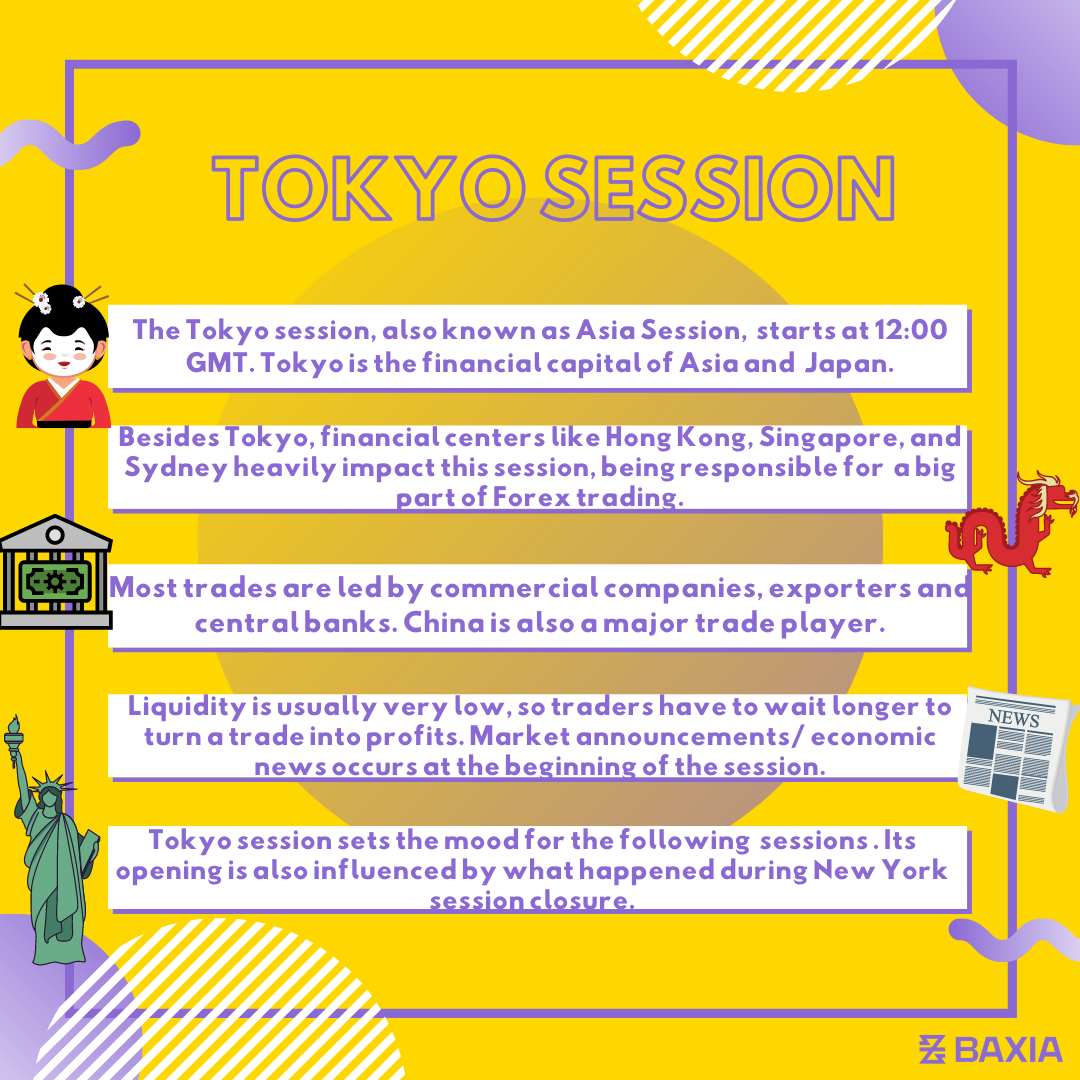 TOKYO SESSION
The Tokyo session, also known as Asia Session, starts at 12:00
GMT. Tokyo is the financial capital of Asia and Japan.
Besides Tokyo, financial centers like Hong Kong, Singapore, and
Sydney heavily impact this session, being responsible for a big
part of Forex trading.
Most trades are led by commercial companies, exporters and
central banks. China is also a major trade player.
Liquidity is usually very low, so traders have to wait longer to
turn a trade into profits. Market announcements/ economic
news occurs at the beginning of the session.
NEWS
Tokyo session sets the mood for the following sessions . Its
opening is also influenced by what happened during New York
session closure.
BAXIA